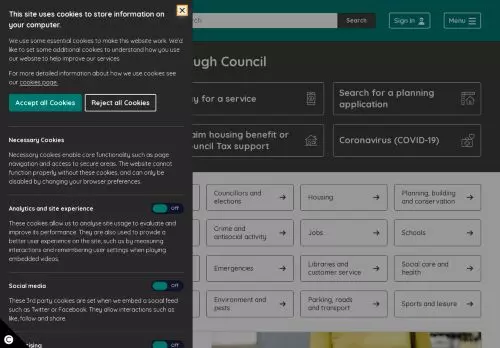 This site uses cookies to store information on
your computer.
We use some essential cookies to make this website work. We'd
like to set some additional cookies to understand how you use
our website to help improve our services
For more detailed information about how we use cookies see
our cookies page.
Accept all Cookies
Reject all Cookies
Necessary Cookies
Necessary cookies enable core functionality such as page
navigation and access to secure areas. The website cannot
function properly without these cookies, and can only be
disabled by changing your browser preferences.
Analytics and site experience
Off
These cookies allow us to analyse site usage to evaluate and
improve its performance. They are also used to provide a
better user experience on the site, such as by measuring
interactions and remembering user settings when playing
embedded videos.
Social media
Off
These 3rd party cookies are set when we embed a social feed
such as Twitter or Facebook. They allow interactions such as
like, follow and share.
ising
Off
rch
Search
Sign in
Menu
ugh Council
y for a service
Search for a planning
application
aim housing benefit or
ouncil Tax support
Coronavirus (COVID-19)
Councillors and
elections
Housing
Planning, building
and conservation
Crime and
antisocial activity
Jobs
Schools
Emergencies
Libraries and
customer service
Social care and
health
Environment and
pests
Parking, roads
and transport
Sports and leisure